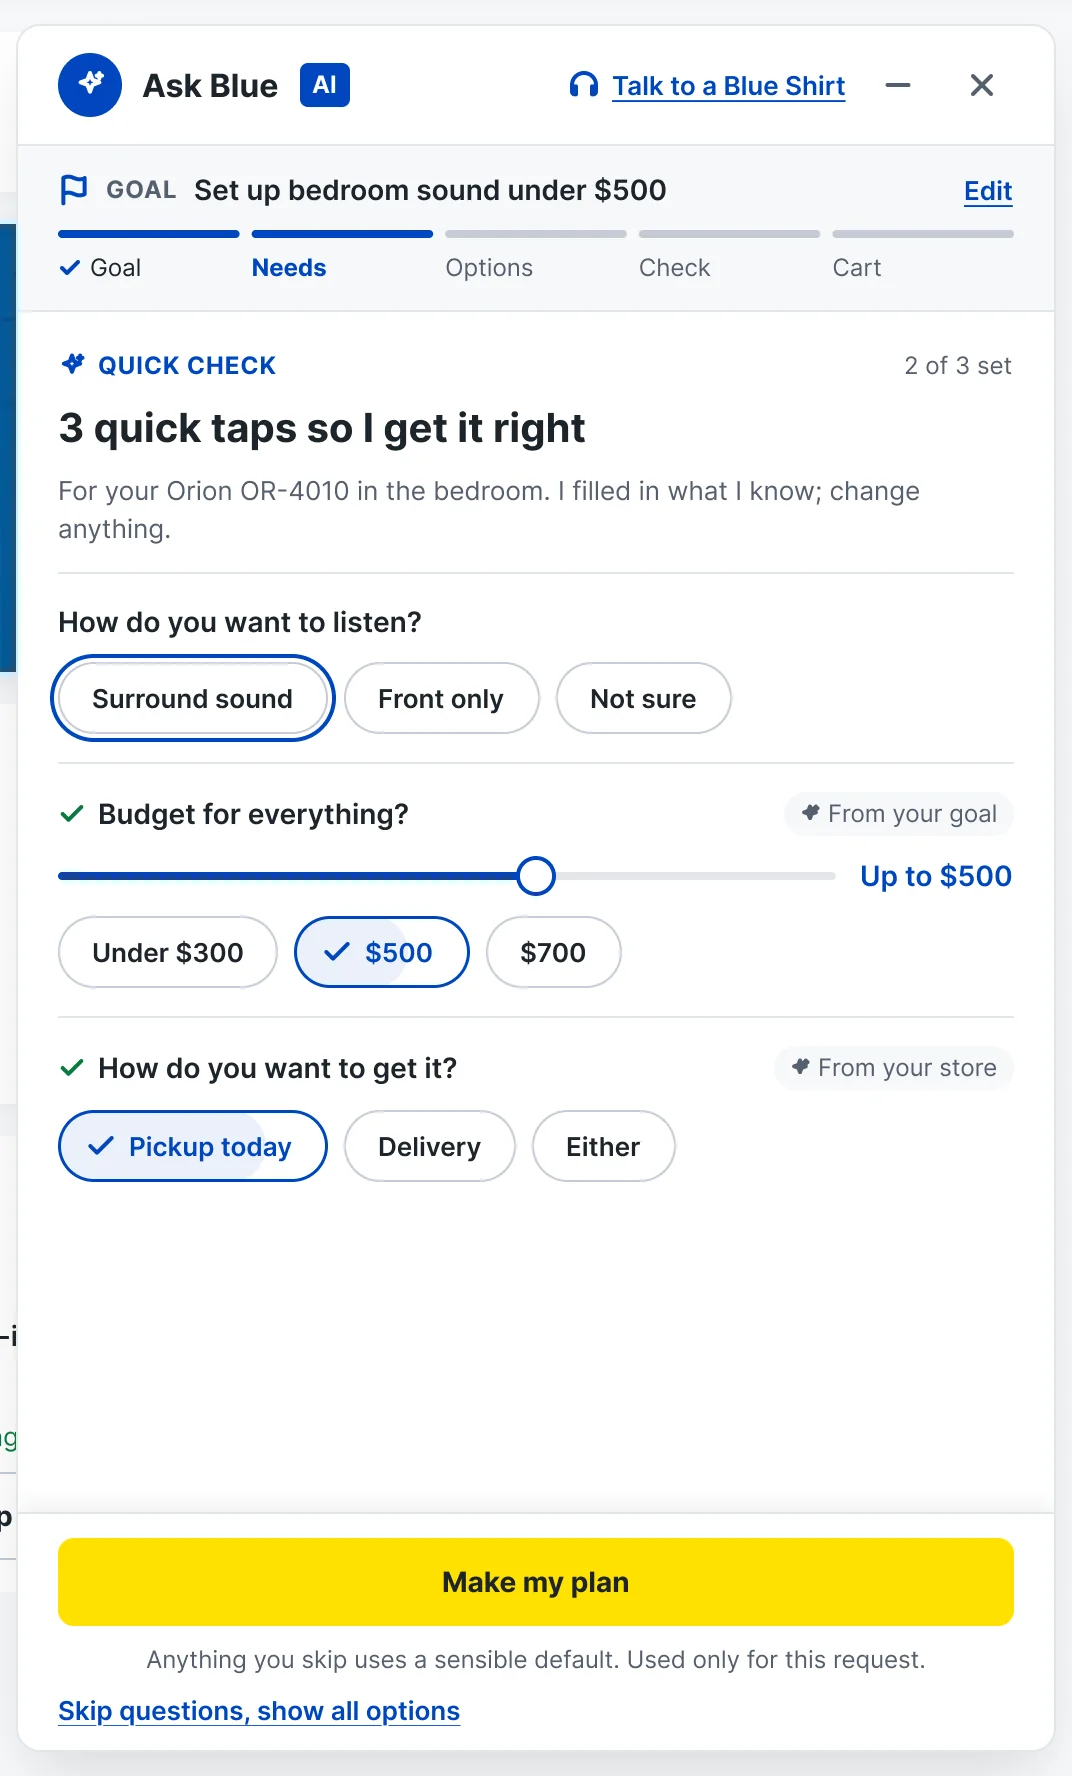 Ask Blue AI
Talk to a Blue Shirt
GOAL Set up bedroom sound under $500
Edit
Goal
Needs
Options
Check
Cart
QUICK CHECK
2 of 3 set
3 quick taps so I get it right
For your Orion OR-4010 in the bedroom. I filled in what I know; change
anything.
How do you want to listen?
Surround sound
Front only
Not sure
Budget for everything?
From your goal
Up to $500
Under $300
$500
$700
How do you want to get it?
From your store
Pickup today
Delivery
Either
Make my plan
Anything you skip uses a sensible default. Used only for this request.
Skip questions, show all options